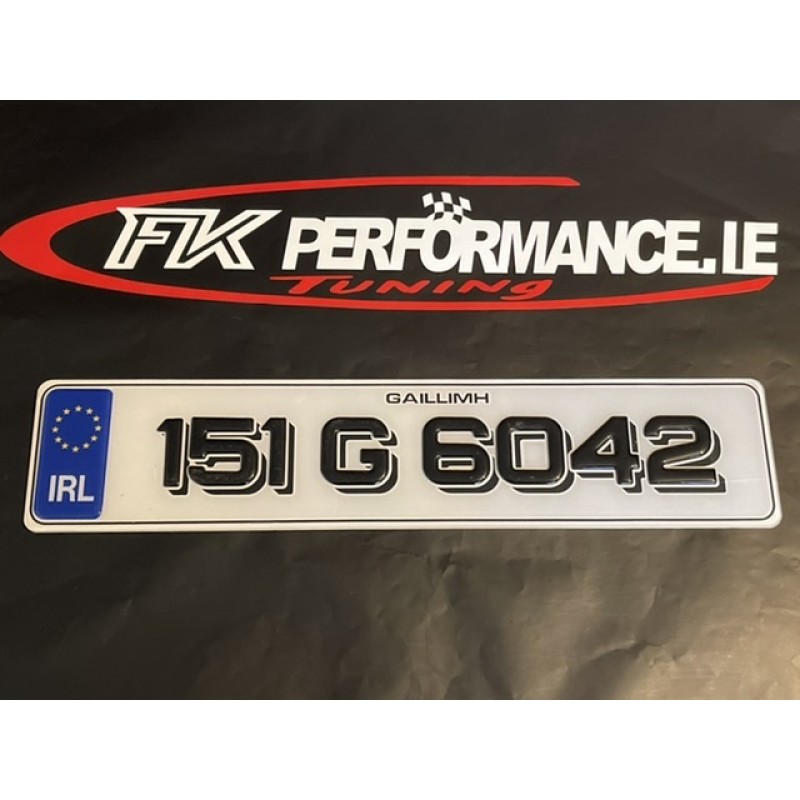 FK PERFORMANCE.IE
TUNING
GAILLIMH
151 G 6042
IRL